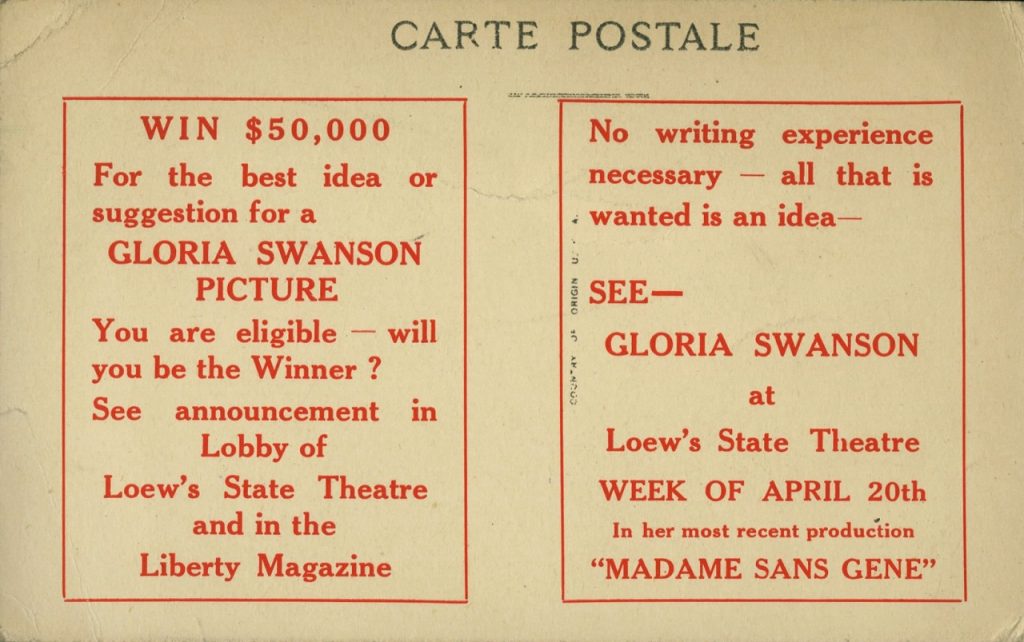 CARTE POSTALE
WIN $50,000
For the best idea or
suggestion for a
GLORIA SWANSON
PICTURE
You are eligible — will
you be the Winner ?
See announcement in
Lobby of
Loew's State Theatre
and in the
Liberty Magazine
COUNTRY OF ORIGIN U.
No writing experience
necessary — all that is
wanted is an idea—
SEE—
GLORIA SWANSON
at
Loew's State Theatre
WEEK OF APRIL 20th
In her most recent production
"MADAME SANS GENE"